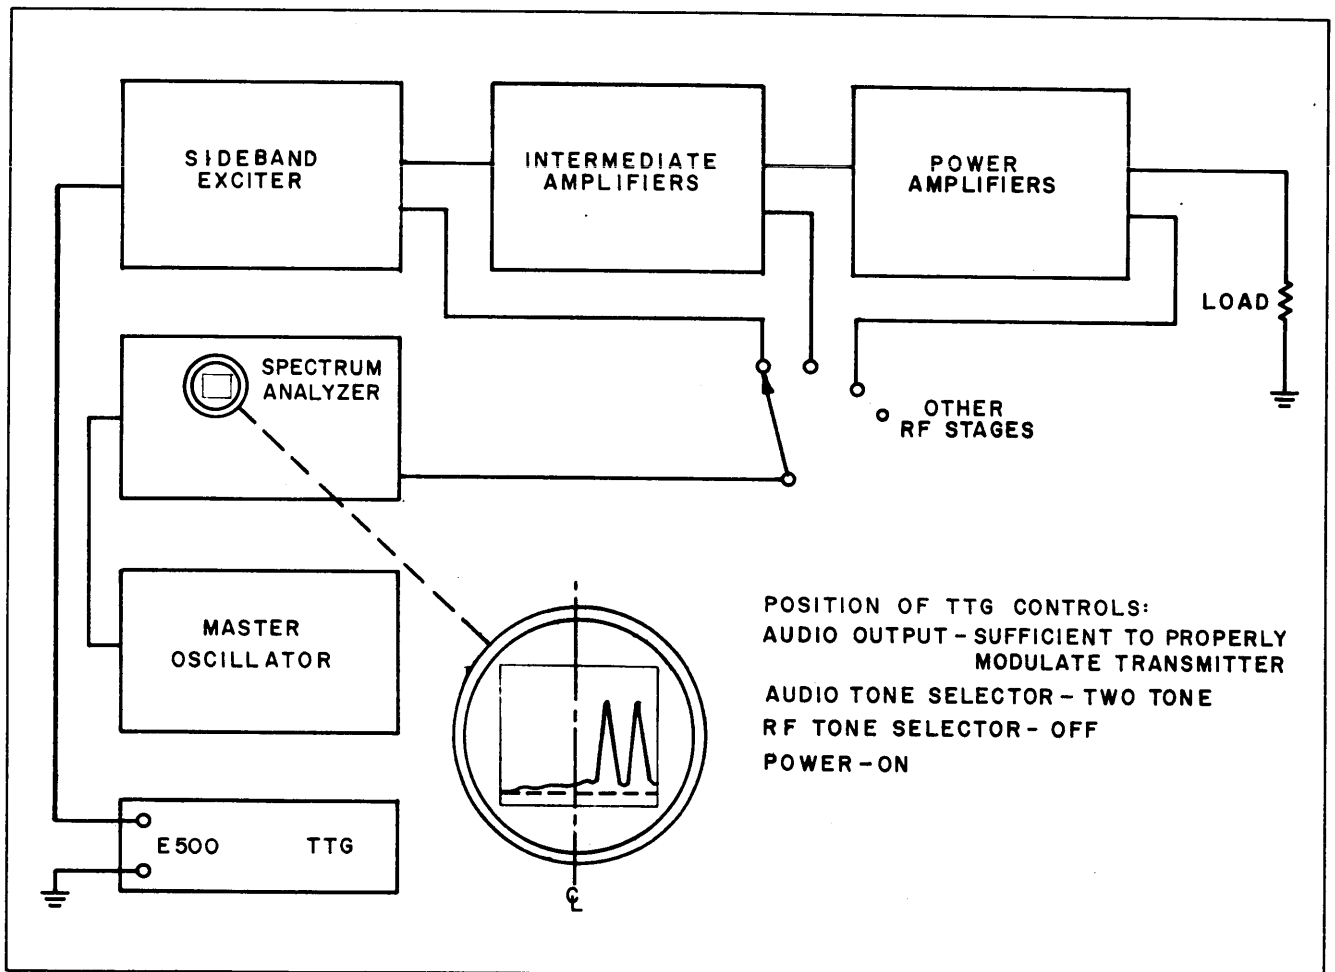 SIDEBAND
EXCITER
INTERMEDIATE
AMPLIFIERS
POWER
AMPLIFIERS
LOAD
SPECTRUM
ANALYZER
OTHER
RF STAGES
MASTER
OSCILLATOR
POSITION OF TTG CONTROLS:
AUDIO OUTPUT - SUFFICIENT TO PROPERLY
MODULATE TRANSMITTER
AUDIO TONE SELECTOR - TWO TONE
RF TONE SELECTOR - OFF
POWER - ON
E500 TTG
℄